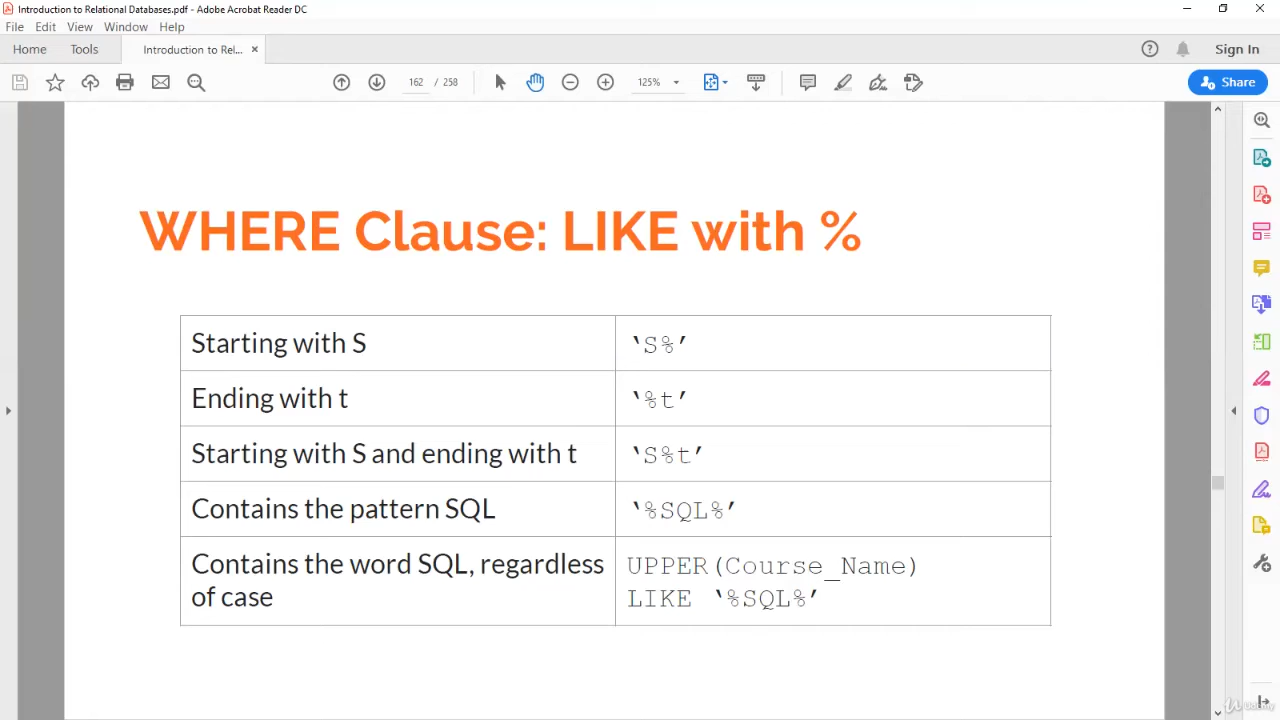 Introduction to Relational Databases.pdf - Adobe Acrobat Reader DC
File Edit View Window Help
Home Tools Introduction to Rel... × Sign In
162 / 258 125% Share
WHERE Clause: LIKE with %
Starting with S ‘S%’
Ending with t ‘%t’
Starting with S and ending with t ‘S%t’
Contains the pattern SQL ‘%SQL%’
Contains the word SQL, regardless of case
UPPER(Course_Name)
LIKE ‘%SQL%’
Udemy